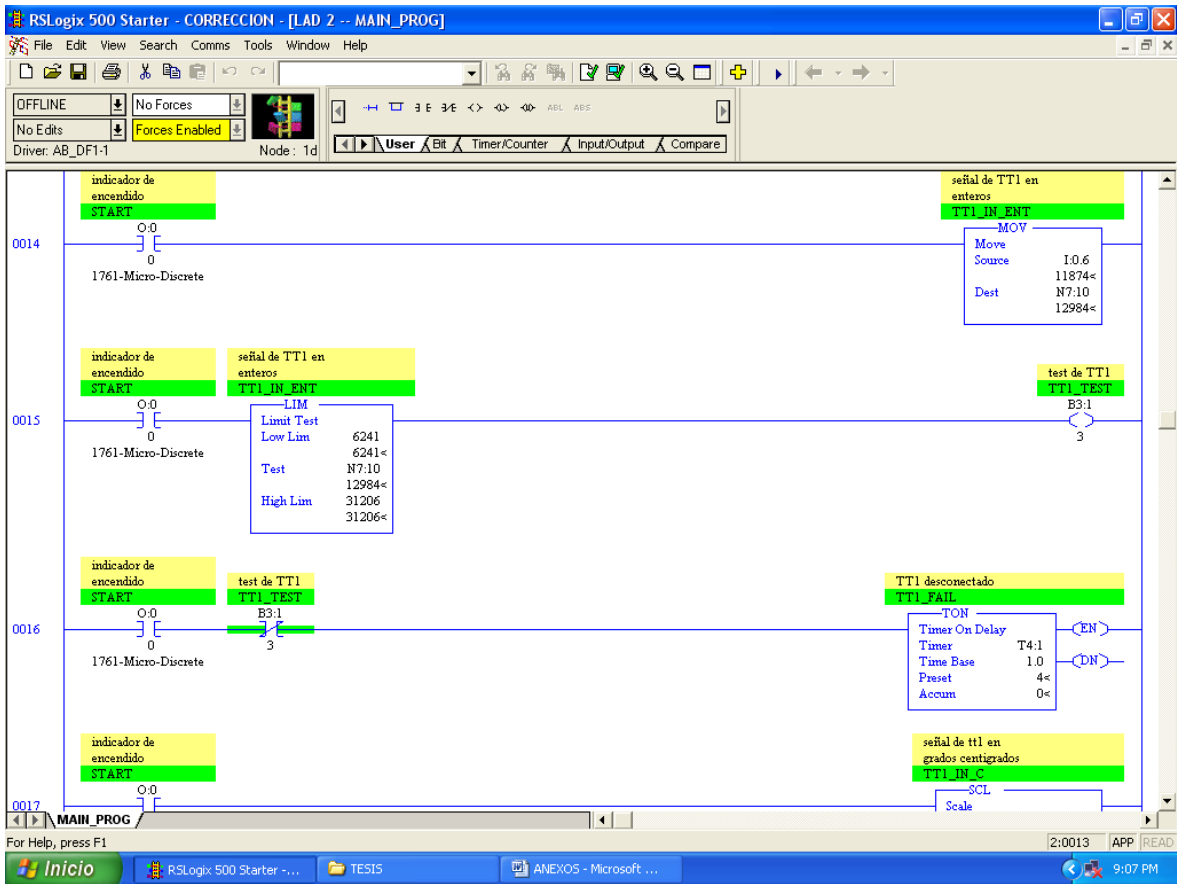 RSLogix 500 Starter - CORRECCION - [LAD 2 -- MAIN_PROG]
File Edit View Search Comms Tools Window Help
OFFLINE No Forces
No Edits Forces Enabled
Driver: AB_DF1-1 Node : 1d
ABL ABS
User Bit Timer/Counter Input/Output Compare
indicador de
encendido
START
O:0
0
1761-Micro-Discrete
0014
señal de TT1 en
enteros
TT1_IN_ENT
MOV
Move
Source I:0.6
11874<
Dest N7:10
12984<
indicador de
encendido
START
O:0
0
1761-Micro-Discrete
0015
señal de TT1 en
enteros
TT1_IN_ENT
LIM
Limit Test
Low Lim 6241
6241<
Test N7:10
12984<
High Lim 31206
31206<
test de TT1
TT1_TEST
B3:1
3
indicador de
encendido
START
O:0
0
1761-Micro-Discrete
0016
test de TT1
TT1_TEST
B3:1
3
TT1 desconectado
TT1_FAIL
TON
Timer On Delay
Timer T4:1
Time Base 1.0
Preset 4<
Accum 0<
EN
DN
indicador de
encendido
START
O:0
0017
señal de tt1 en
grados centigrados
TT1_IN_C
SCL
Scale
MAIN_PROG
For Help, press F1
2:0013 APP READ
Inicio RSLogix 500 Starter -... TESIS ANEXOS - Microsoft ... 9:07 PM